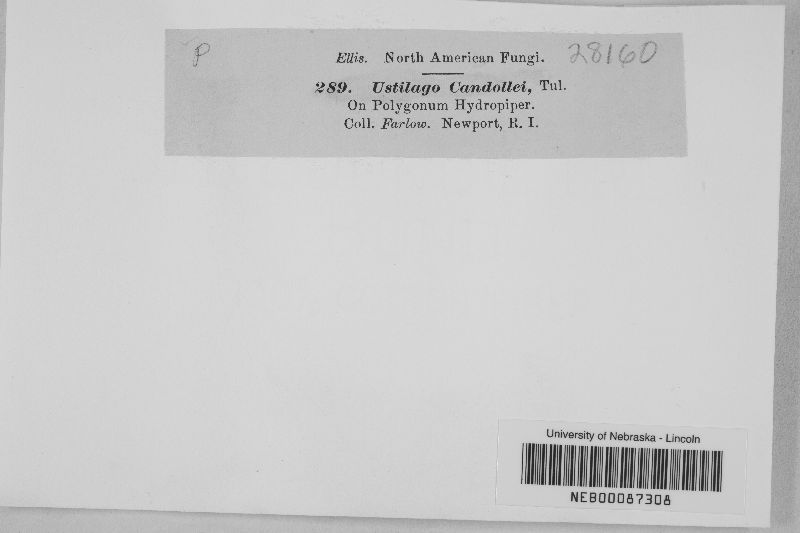 P
Ellis. North American Fungi. 28160
289. Ustilago Candollei, Tul.
On Polygonum Hydropiper.
Coll. Farlow. Newport, R. I.
University of Nebraska - Lincoln
NEB00087308